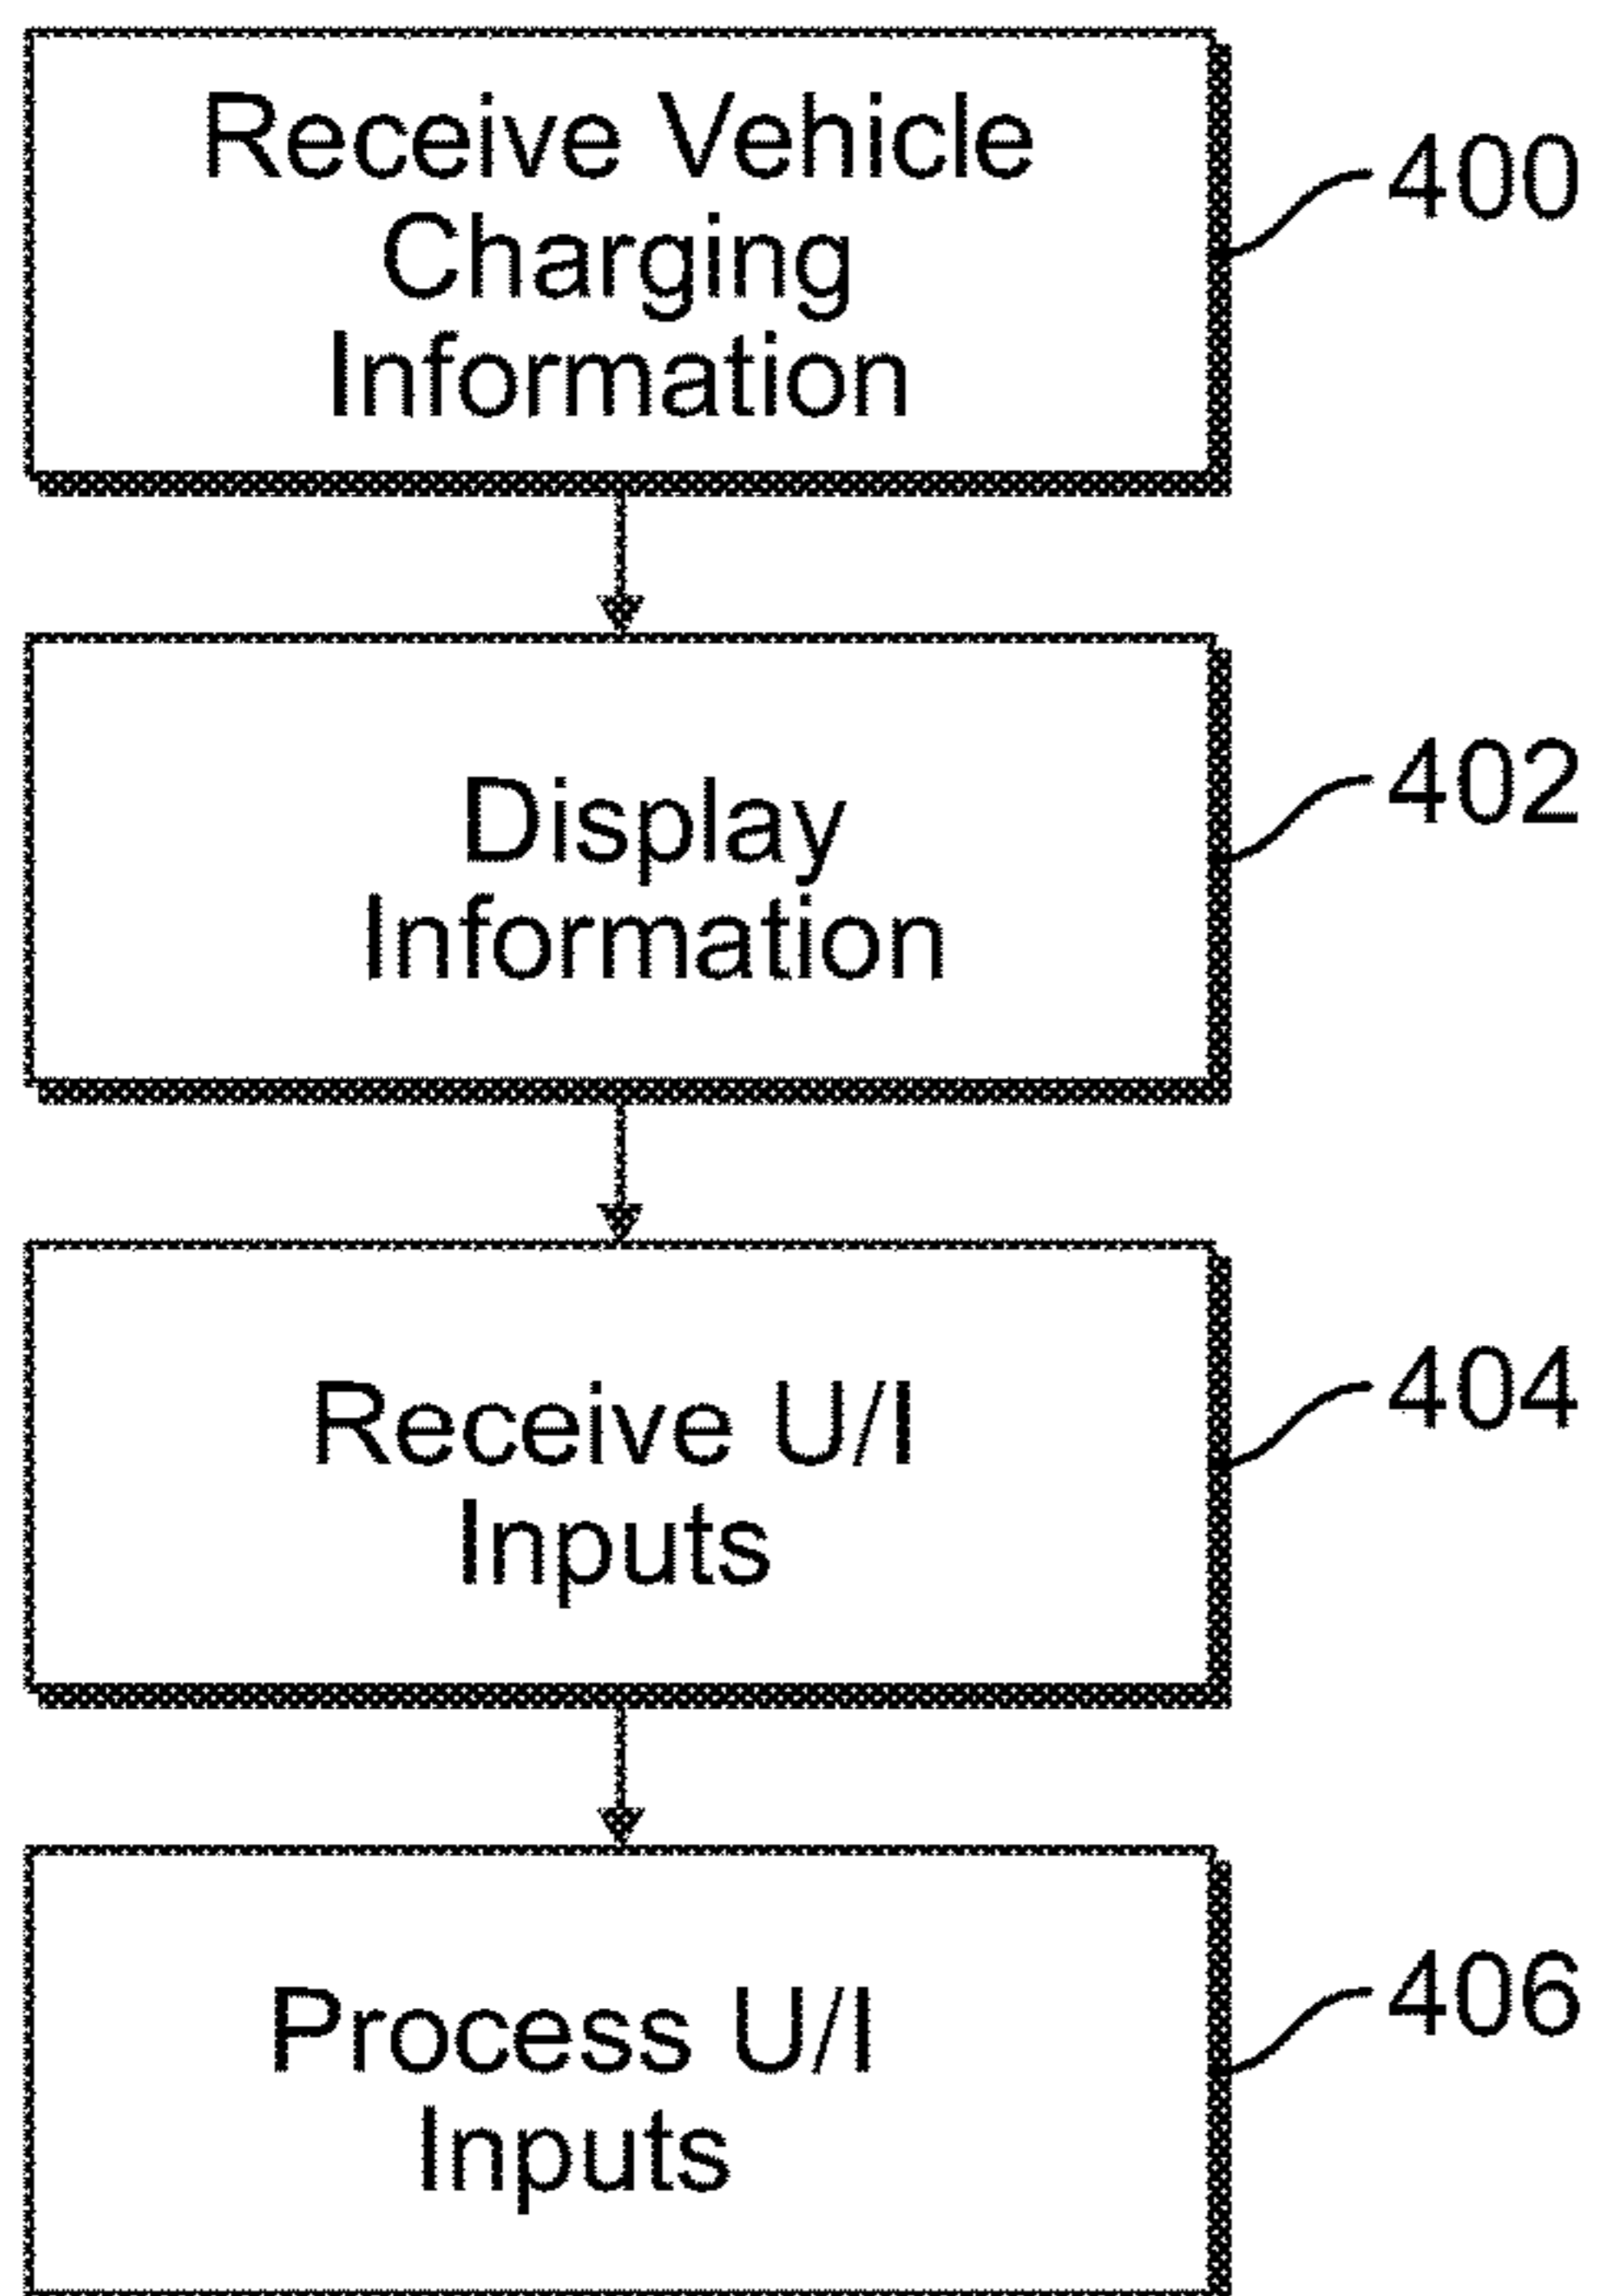 Receive Vehicle
Charging
Information
400
Display
Information
402
Receive U/I
Inputs
404
Process U/I
Inputs
406